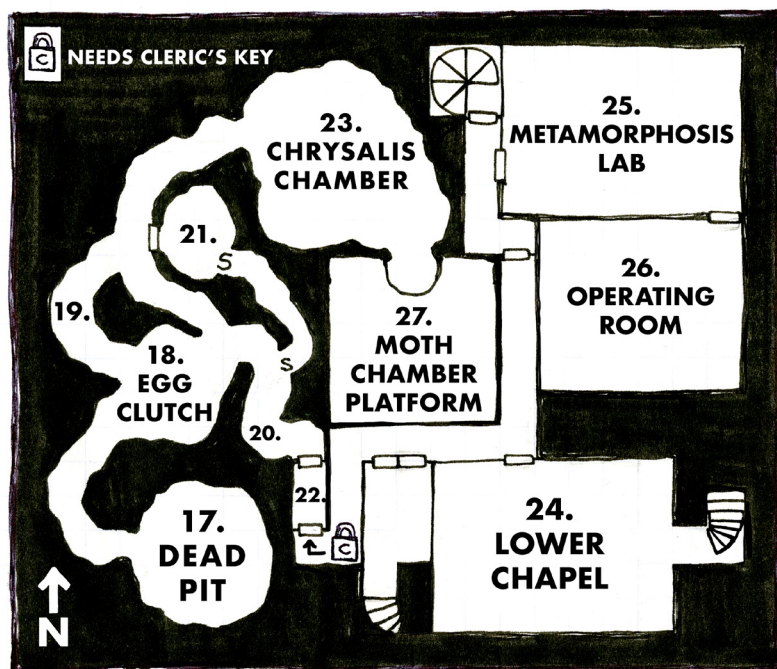 C NEEDS CLERIC'S KEY
23.
CHRYSALIS
CHAMBER
25.
METAMORPHOSIS
LAB
21.
S
26.
OPERATING
ROOM
19.
27.
MOTH
CHAMBER
PLATFORM
18.
EGG
CLUTCH
S
20.
22.
C
17.
DEAD
PIT
24.
LOWER
CHAPEL
N